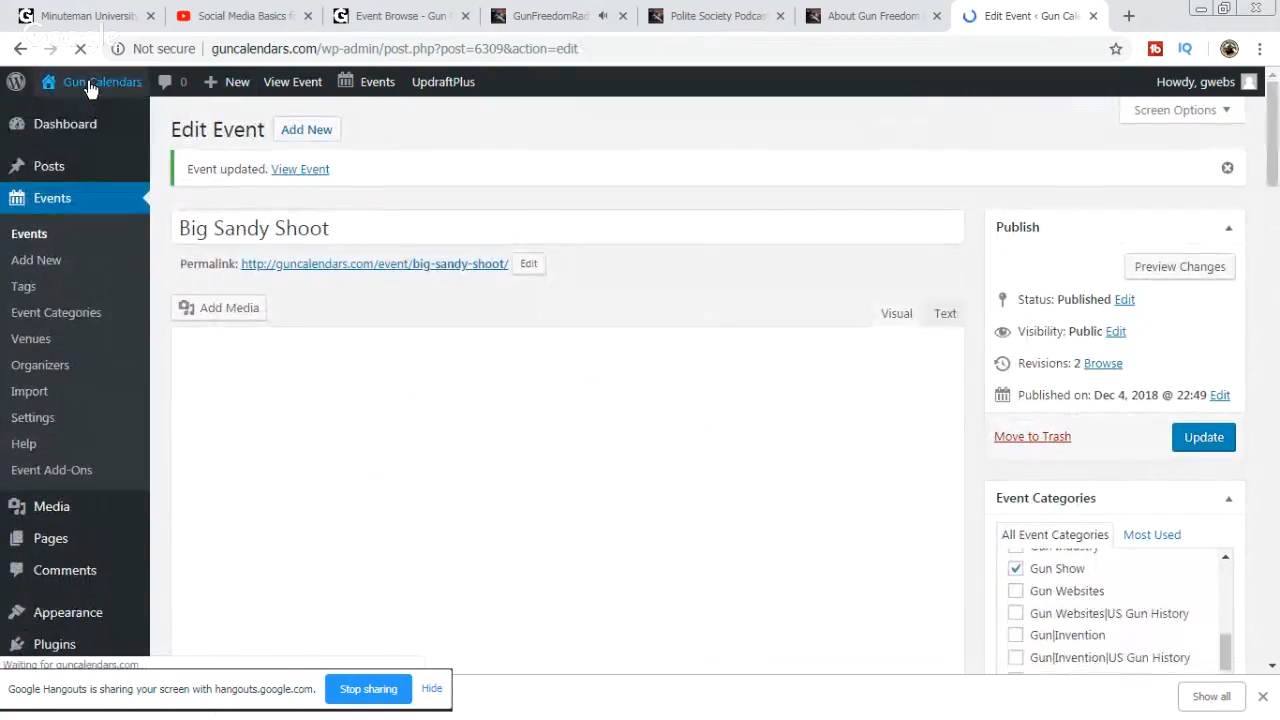 Minuteman Universit
Social Media Basics fo
Event Browse - Gun F
GunFreedomRad
Polite Society Podcas
About Gun Freedom
Edit Event ‹ Gun Cale
Not secure
guncalendars.com/wp-admin/post.php?post=6309&action=edit
Gun Calendars
0
New
View Event
Events
UpdraftPlus
Howdy, gwebs
Dashboard
Posts
Events
Events
Add New
Tags
Event Categories
Venues
Organizers
Import
Settings
Help
Event Add-Ons
Media
Pages
Comments
Appearance
Plugins
Screen Options
Edit Event
Add New
Event updated. View Event
Big Sandy Shoot
Permalink: http://guncalendars.com/event/big-sandy-shoot/ Edit
Add Media
Visual
Text
Publish
Preview Changes
Status: Published Edit
Visibility: Public Edit
Revisions: 2 Browse
Published on: Dec 4, 2018 @ 22:49 Edit
Move to Trash
Update
Event Categories
All Event Categories
Most Used
Gun Industry
Gun Show
Gun Websites
Gun Websites|US Gun History
Gun|Invention
Gun|Invention|US Gun History
Waiting for guncalendars.com...
Google Hangouts is sharing your screen with hangouts.google.com.
Stop sharing
Hide
Show all